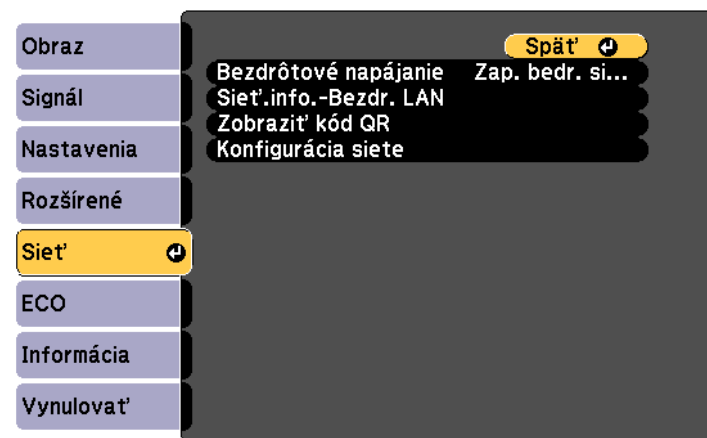 Obraz
Signál
Nastavenia
Rozšírené
Sieť
ECO
Informácia
Vynulovať
Späť
Bezdrôtové napájanie Zap. bedr. si...
Sieť.info.-Bezdr. LAN
Zobraziť kód QR
Konfigurácia siete